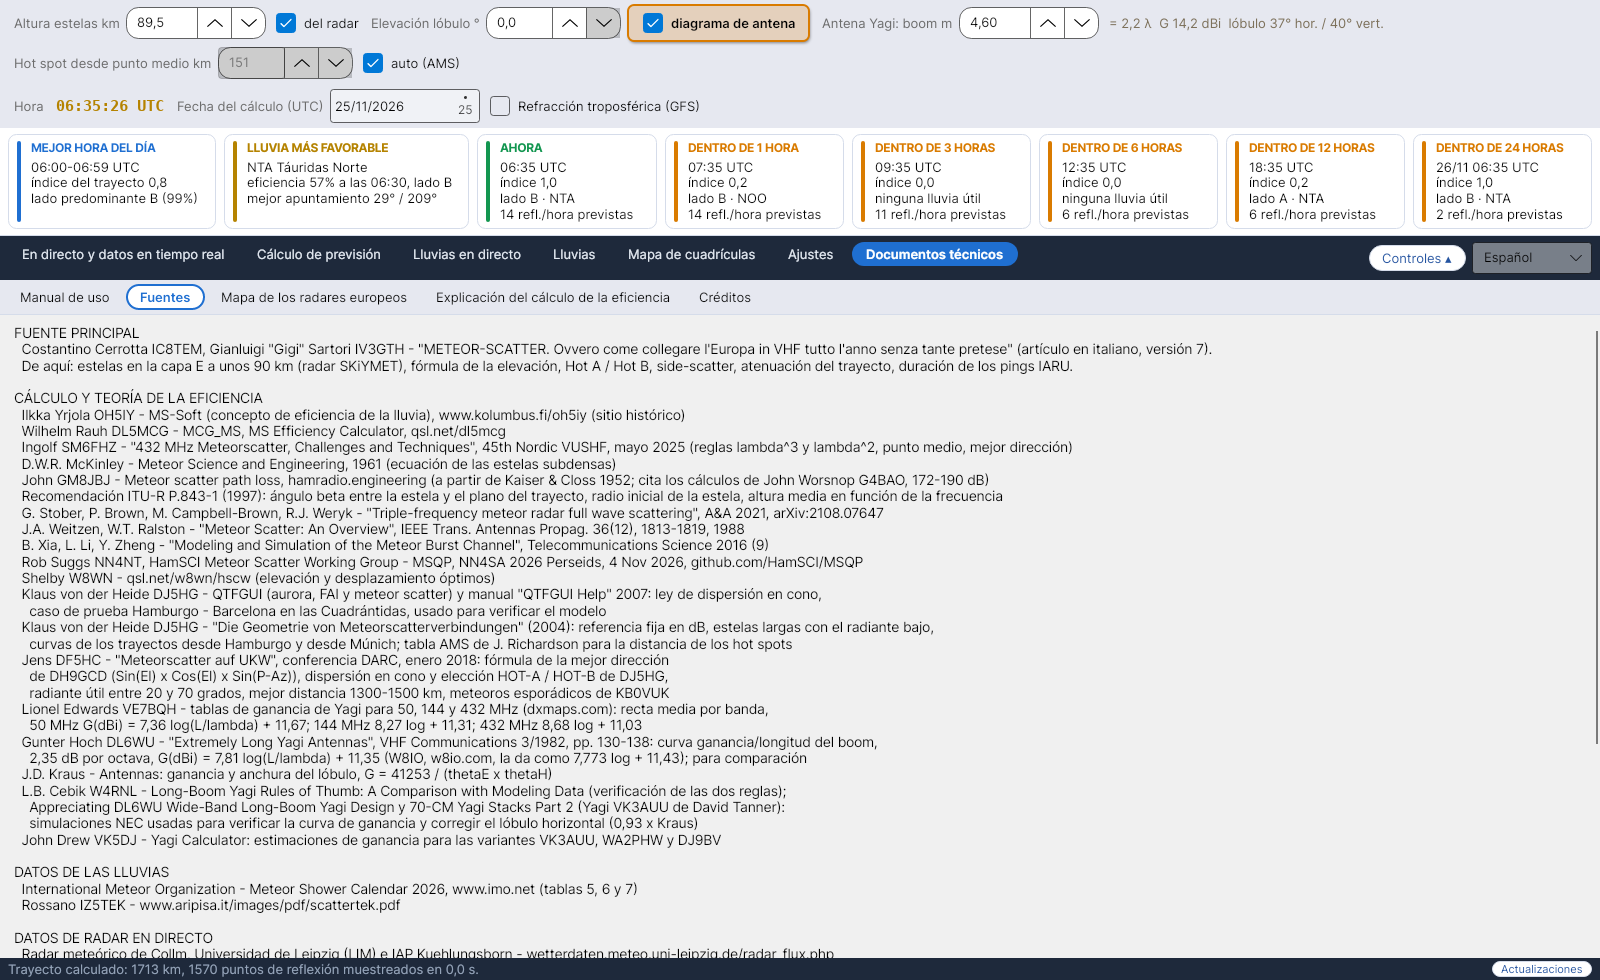 Altura estelas km 89,5 del radar Elevación lóbulo ° 0,0 diagrama de antena Antena Yagi: boom m 4,60 = 2,2 λ G 14,2 dBi lóbulo 37° hor. / 40° vert.
Hot spot desde punto medio km 151 auto (AMS)
Hora 06:35:26 UTC Fecha del cálculo (UTC) 25/11/2026 25 Refracción troposférica (GFS)
MEJOR HORA DEL DÍA
06:00-06:59 UTC
índice del trayecto 0,8
lado predominante B (99%)
LLUVIA MÁS FAVORABLE
NTA Táuridas Norte
eficiencia 57% a las 06:30, lado B
mejor apuntamiento 29° / 209°
AHORA
06:35 UTC
índice 1,0
lado B · NTA
14 refl./hora previstas
DENTRO DE 1 HORA
07:35 UTC
índice 0,2
lado B · NOO
14 refl./hora previstas
DENTRO DE 3 HORAS
09:35 UTC
índice 0,0
ninguna lluvia útil
11 refl./hora previstas
DENTRO DE 6 HORAS
12:35 UTC
índice 0,0
ninguna lluvia útil
6 refl./hora previstas
DENTRO DE 12 HORAS
18:35 UTC
índice 0,2
lado A · NTA
6 refl./hora previstas
DENTRO DE 24 HORAS
26/11 06:35 UTC
índice 1,0
lado B · NTA
2 refl./hora previstas
En directo y datos en tiempo real Cálculo de previsión Lluvias en directo Lluvias Mapa de cuadrículas Ajustes Documentos técnicos Controles ▴ Español
Manual de uso Fuentes Mapa de los radares europeos Explicación del cálculo de la eficiencia Créditos
FUENTE PRINCIPAL
Costantino Cerrotta IC8TEM, Gianluigi "Gigi" Sartori IV3GTH - "METEOR-SCATTER. Ovvero come collegare l'Europa in VHF tutto l'anno senza tante pretese" (artículo en italiano, versión 7).
De aquí: estelas en la capa E a unos 90 km (radar SKiYMET), fórmula de la elevación, Hot A / Hot B, side-scatter, atenuación del trayecto, duración de los pings IARU.
CÁLCULO Y TEORÍA DE LA EFICIENCIA
Ilkka Yrjola OH5IY - MS-Soft (concepto de eficiencia de la lluvia), www.kolumbus.fi/oh5iy (sitio histórico)
Wilhelm Rauh DL5MCG - MCG_MS, MS Efficiency Calculator, qsl.net/dl5mcg
Ingolf SM6FHZ - "432 MHz Meteorscatter, Challenges and Techniques", 45th Nordic VUSHF, mayo 2025 (reglas lambda^3 y lambda^2, punto medio, mejor dirección)
D.W.R. McKinley - Meteor Science and Engineering, 1961 (ecuación de las estelas subdensas)
John GM8JBJ - Meteor scatter path loss, hamradio.engineering (a partir de Kaiser & Closs 1952; cita los cálculos de John Worsnop G4BAO, 172-190 dB)
Recomendación ITU-R P.843-1 (1997): ángulo beta entre la estela y el plano del trayecto, radio inicial de la estela, altura media en función de la frecuencia
G. Stober, P. Brown, M. Campbell-Brown, R.J. Weryk - "Triple-frequency meteor radar full wave scattering", A&A 2021, arXiv:2108.07647
J.A. Weitzen, W.T. Ralston - "Meteor Scatter: An Overview", IEEE Trans. Antennas Propag. 36(12), 1813-1819, 1988
B. Xia, L. Li, Y. Zheng - "Modeling and Simulation of the Meteor Burst Channel", Telecommunications Science 2016 (9)
Rob Suggs NN4NT, HamSCI Meteor Scatter Working Group - MSQP, NN4SA 2026 Perseids, 4 Nov 2026, github.com/HamSCI/MSQP
Shelby W8WN - qsl.net/w8wn/hscw (elevación y desplazamiento óptimos)
Klaus von der Heide DJ5HG - QTFGUI (aurora, FAI y meteor scatter) y manual "QTFGUI Help" 2007: ley de dispersión en cono,
caso de prueba Hamburgo - Barcelona en las Cuadrántidas, usado para verificar el modelo
Klaus von der Heide DJ5HG - "Die Geometrie von Meteorscatterverbindungen" (2004): referencia fija en dB, estelas largas con el radiante bajo,
curvas de los trayectos desde Hamburgo y desde Múnich; tabla AMS de J. Richardson para la distancia de los hot spots
Jens DF5HC - "Meteorscatter auf UKW", conferencia DARC, enero 2018: fórmula de la mejor dirección
de DH9GCD (Sin(El) x Cos(El) x Sin(P-Az)), dispersión en cono y elección HOT-A / HOT-B de DJ5HG,
radiante útil entre 20 y 70 grados, mejor distancia 1300-1500 km, meteoros esporádicos de KB0VUK
Lionel Edwards VE7BQH - tablas de ganancia de Yagi para 50, 144 y 432 MHz (dxmaps.com): recta media por banda,
50 MHz G(dBi) = 7,36 log(L/lambda) + 11,67; 144 MHz 8,27 log + 11,31; 432 MHz 8,68 log + 11,03
Gunter Hoch DL6WU - "Extremely Long Yagi Antennas", VHF Communications 3/1982, pp. 130-138: curva ganancia/longitud del boom,
2,35 dB por octava, G(dBi) = 7,81 log(L/lambda) + 11,35 (W8IO, w8io.com, la da como 7,773 log + 11,43); para comparación
J.D. Kraus - Antennas: ganancia y anchura del lóbulo, G = 41253 / (thetaE x thetaH)
L.B. Cebik W4RNL - Long-Boom Yagi Rules of Thumb: A Comparison with Modeling Data (verificación de las dos reglas);
Appreciating DL6WU Wide-Band Long-Boom Yagi Design y 70-CM Yagi Stacks Part 2 (Yagi VK3AUU de David Tanner):
simulaciones NEC usadas para verificar la curva de ganancia y corregir el lóbulo horizontal (0,93 x Kraus)
John Drew VK5DJ - Yagi Calculator: estimaciones de ganancia para las variantes VK3AUU, WA2PHW y DJ9BV
DATOS DE LAS LLUVIAS
International Meteor Organization - Meteor Shower Calendar 2026, www.imo.net (tablas 5, 6 y 7)
Rossano IZ5TEK - www.aripisa.it/images/pdf/scattertek.pdf
DATOS DE RADAR EN DIRECTO
Radar meteórico de Collm, Universidad de Leipzig (LIM) e IAP Kuehlungsborn - wetterdaten.meteo.uni-leipzig.de/radar_flux.php
Trayecto calculado: 1713 km, 1570 puntos de reflexión muestreados en 0,0 s. Actualizaciones